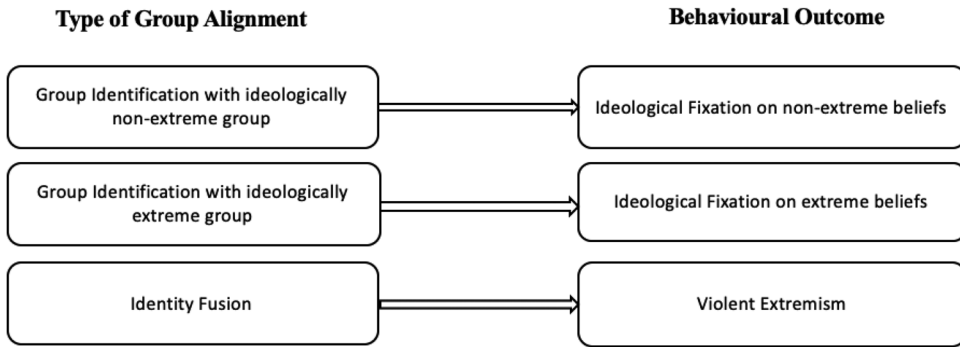 Type of Group Alignment
Behavioural Outcome
Group Identification with ideologically
non-extreme group
Ideological Fixation on non-extreme beliefs
Group Identification with ideologically
extreme group
Ideological Fixation on extreme beliefs
Identity Fusion
Violent Extremism